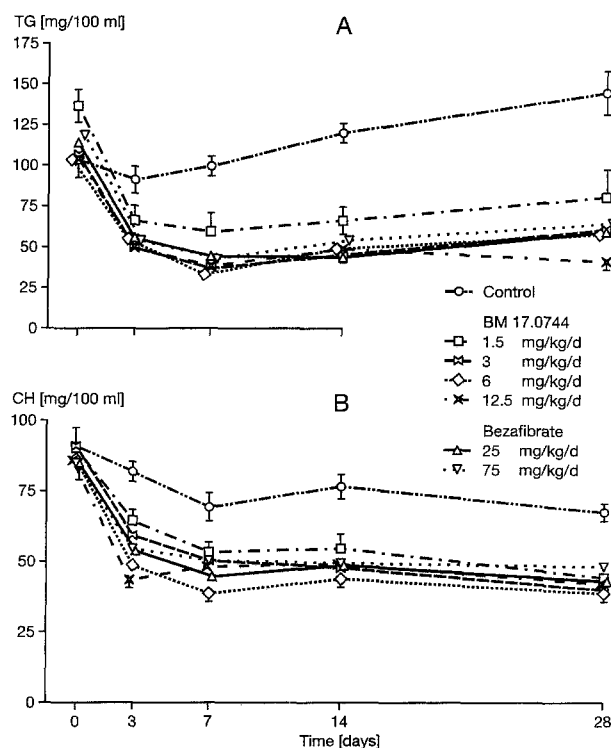 TG [mg/100 ml]
A
175
150
125
100
75
50
25
0
Control
BM 17.0744
1.5 mg/kg/d
3 mg/kg/d
6 mg/kg/d
12.5 mg/kg/d
Bezafibrate
25 mg/kg/d
75 mg/kg/d
CH [mg/100 ml]
B
100
75
50
25
0
0 3 7 14 28
Time [days]